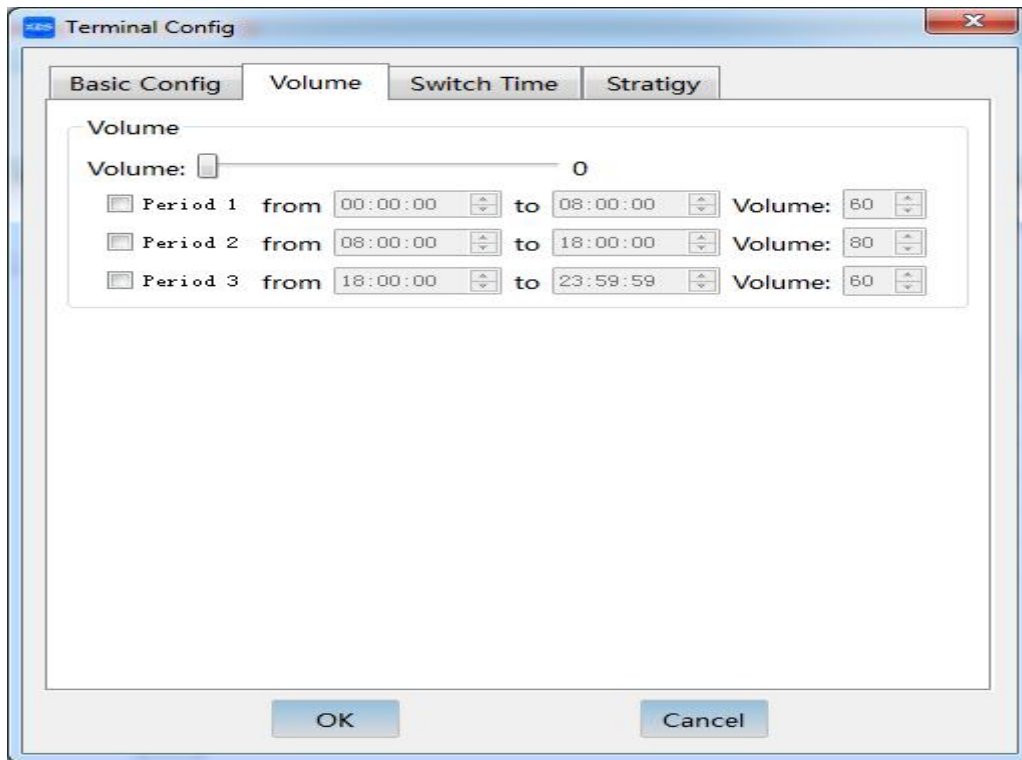 Terminal Config
Basic Config Volume Switch Time Stratigy
Volume
Volume: 0
Period 1 from 00:00:00 to 08:00:00 Volume: 60
Period 2 from 08:00:00 to 18:00:00 Volume: 80
Period 3 from 18:00:00 to 23:59:59 Volume: 60
OK Cancel